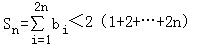 Sₙ=∑_{i=1}^{2n} bᵢ＜2（1+2+⋯+2n）